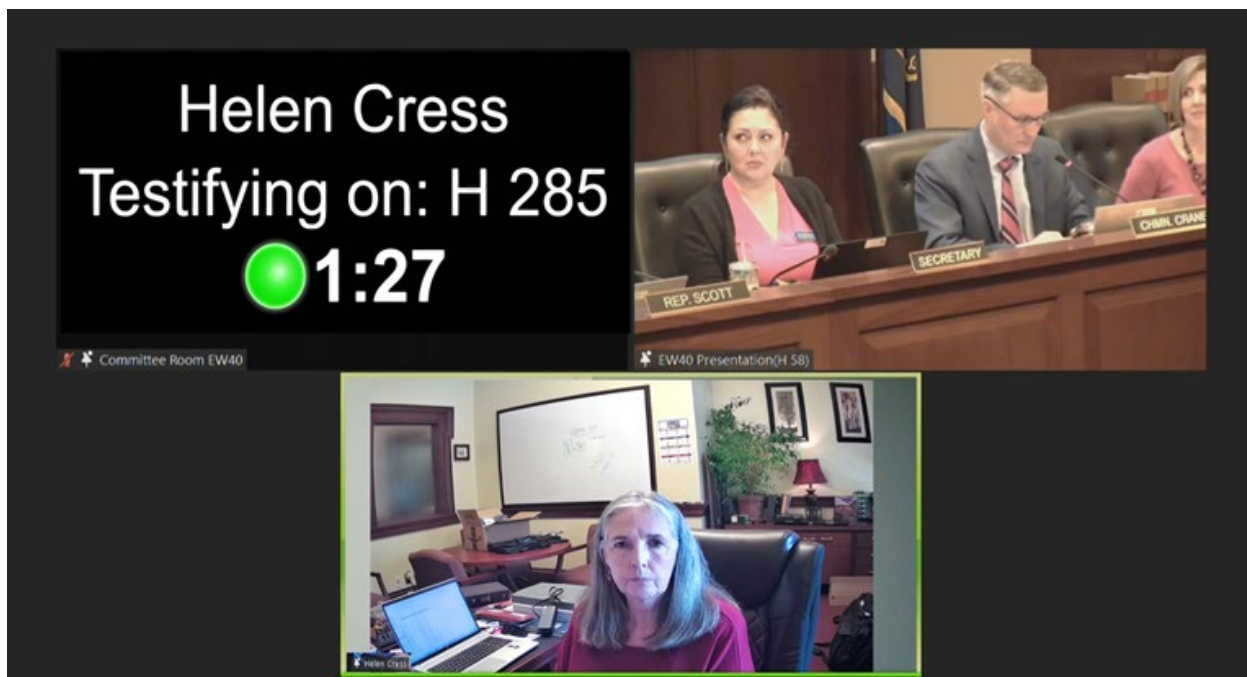 Helen Cress
Testifying on: H 285
1:27
Committee Room EW40
REP. SCOTT
SECRETARY
CHMN. CRANE
EW40 Presentation(H 58)
Helen Cress